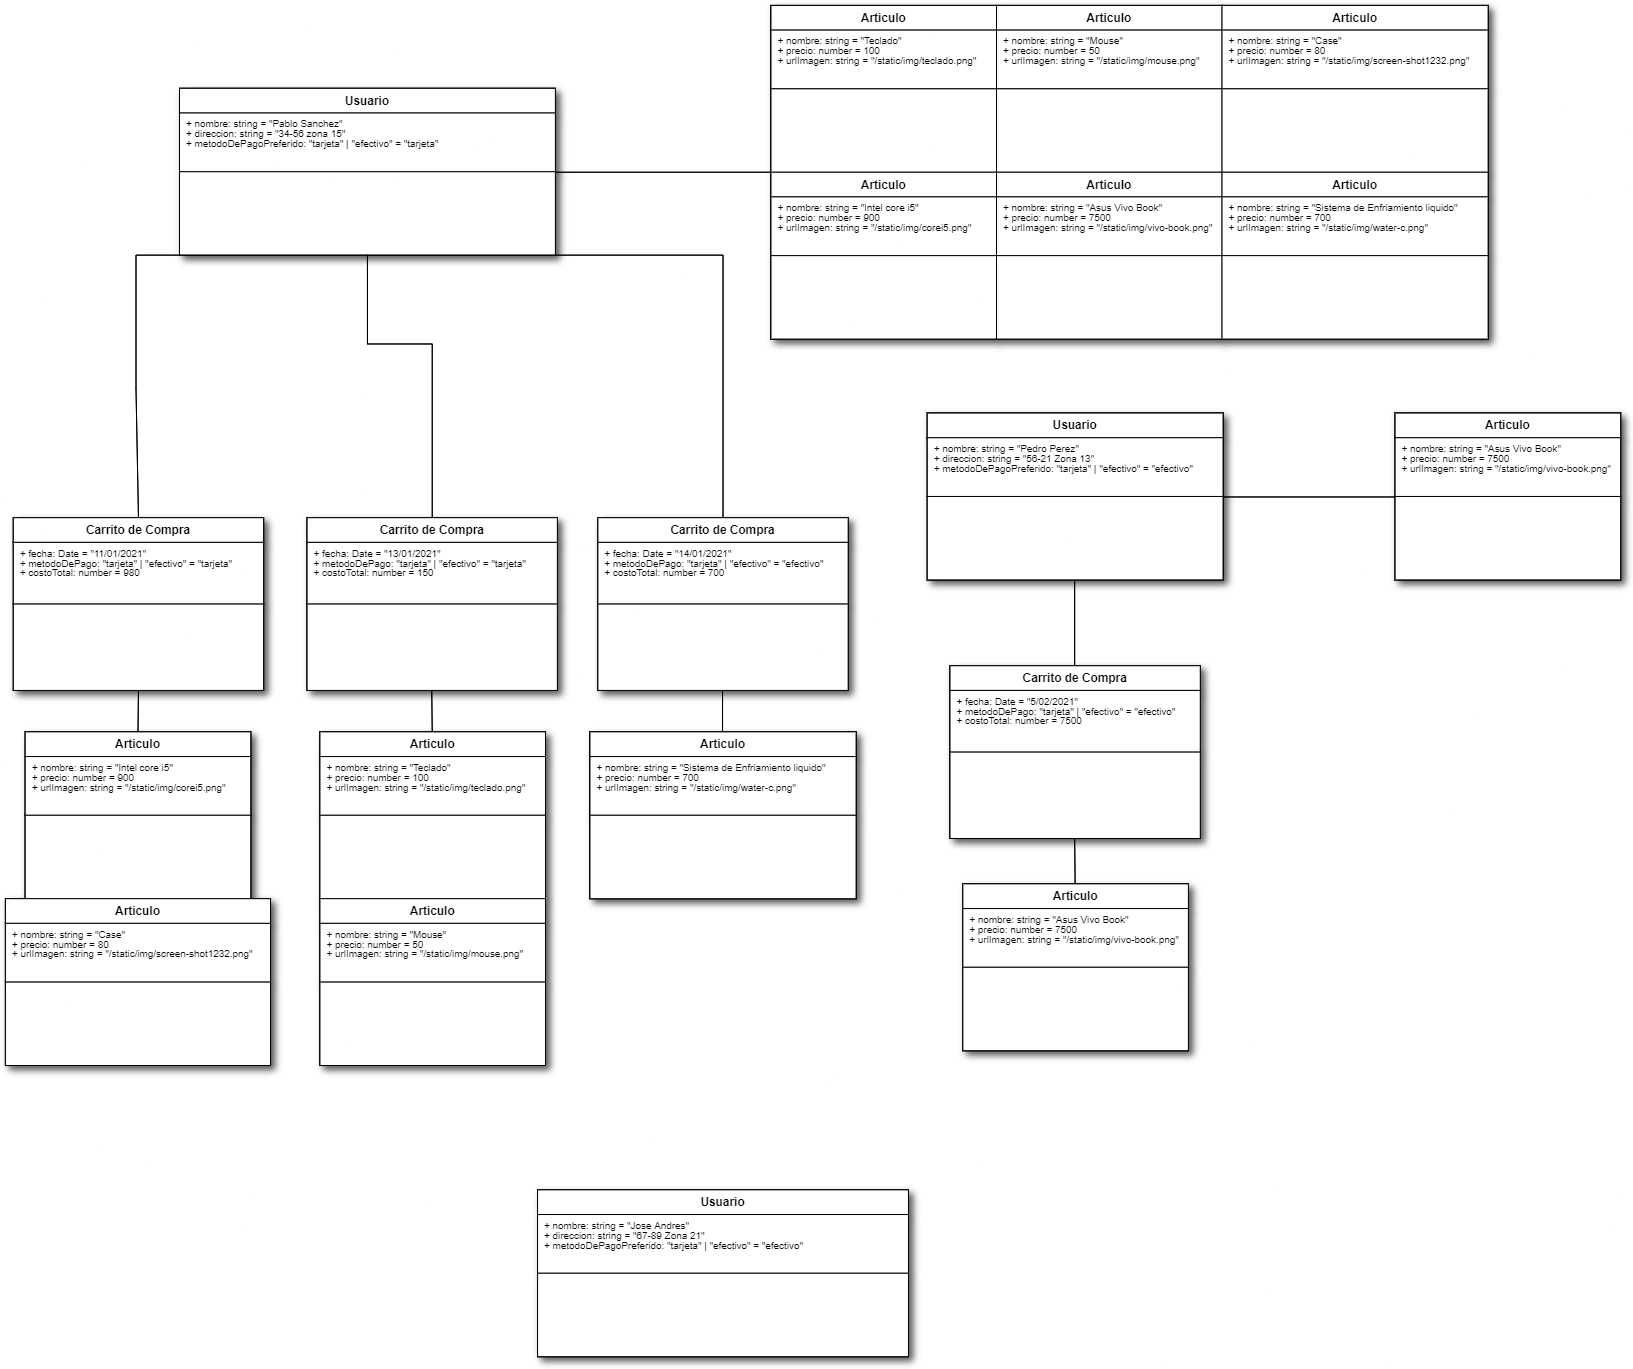 Articulo
+ nombre: string = "Teclado"
+ precio: number = 100
+ urlImagen: string = "/static/img/teclado.png"
Articulo
+ nombre: string = "Mouse"
+ precio: number = 50
+ urlImagen: string = "/static/img/mouse.png"
Articulo
+ nombre: string = "Case"
+ precio: number = 80
+ urlImagen: string = "/static/img/screen-shot1232.png"
Usuario
+ nombre: string = "Pablo Sanchez"
+ direccion: string = "34-56 zona 15"
+ metodoDePagoPreferido: "tarjeta" | "efectivo" = "tarjeta"
Articulo
+ nombre: string = "Intel core i5"
+ precio: number = 900
+ urlImagen: string = "/static/img/corei5.png"
Articulo
+ nombre: string = "Asus Vivo Book"
+ precio: number = 7500
+ urlImagen: string = "/static/img/vivo-book.png"
Articulo
+ nombre: string = "Sistema de Enfriamiento liquido"
+ precio: number = 700
+ urlImagen: string = "/static/img/water-c.png"
Usuario
+ nombre: string = "Pedro Perez"
+ direccion: string = "56-21 Zona 13"
+ metodoDePagoPreferido: "tarjeta" | "efectivo" = "efectivo"
Articulo
+ nombre: string = "Asus Vivo Book"
+ precio: number = 7500
+ urlImagen: string = "/static/img/vivo-book.png"
Carrito de Compra
+ fecha: Date = "11/01/2021"
+ metodoDePago: "tarjeta" | "efectivo" = "tarjeta"
+ costoTotal: number = 980
Carrito de Compra
+ fecha: Date = "13/01/2021"
+ metodoDePago: "tarjeta" | "efectivo" = "tarjeta"
+ costoTotal: number = 150
Carrito de Compra
+ fecha: Date = "14/01/2021"
+ metodoDePago: "tarjeta" | "efectivo" = "efectivo"
+ costoTotal: number = 700
Carrito de Compra
+ fecha: Date = "5/02/2021"
+ metodoDePago: "tarjeta" | "efectivo" = "efectivo"
+ costoTotal: number = 7500
Articulo
+ nombre: string = "Intel core i5"
+ precio: number = 900
+ urlImagen: string = "/static/img/corei5.png"
Articulo
+ nombre: string = "Teclado"
+ precio: number = 100
+ urlImagen: string = "/static/img/teclado.png"
Articulo
+ nombre: string = "Sistema de Enfriamiento liquido"
+ precio: number = 700
+ urlImagen: string = "/static/img/water-c.png"
Articulo
+ nombre: string = "Asus Vivo Book"
+ precio: number = 7500
+ urlImagen: string = "/static/img/vivo-book.png"
Articulo
+ nombre: string = "Case"
+ precio: number = 80
+ urlImagen: string = "/static/img/screen-shot1232.png"
Articulo
+ nombre: string = "Mouse"
+ precio: number = 50
+ urlImagen: string = "/static/img/mouse.png"
Usuario
+ nombre: string = "Jose Andres"
+ direccion: string = "67-89 Zona 21"
+ metodoDePagoPreferido: "tarjeta" | "efectivo" = "efectivo"